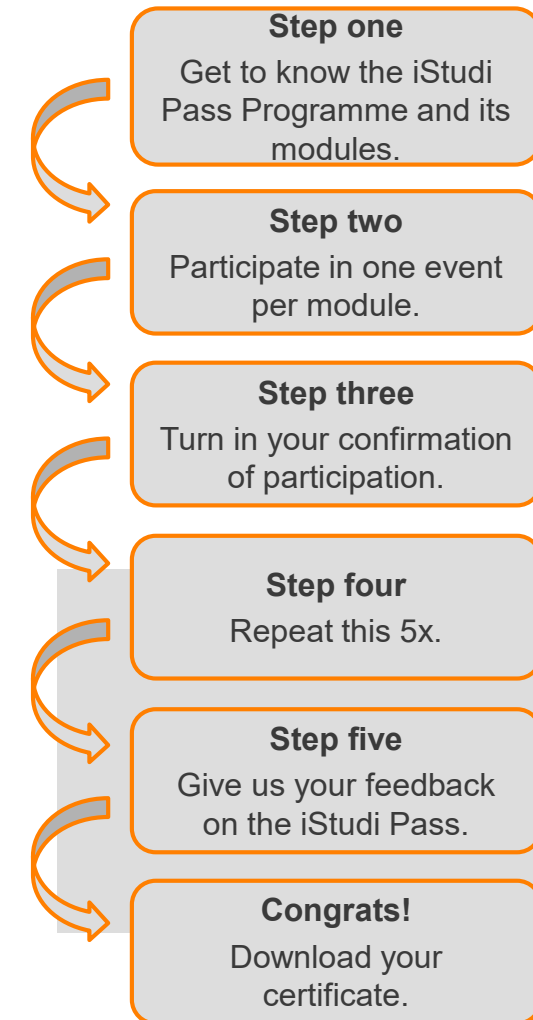 Step one
Get to know the iStudi
Pass Programme and its
modules.
Step two
Participate in one event
per module.
Step three
Turn in your confirmation
of participation.
Step four
Repeat this 5x.
Step five
Give us your feedback
on the iStudi Pass.
Congrats!
Download your
certificate.